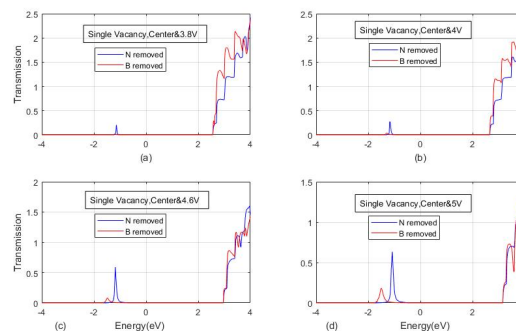 2.5
2
1.5
1
0.5
0
Transmission
Single Vacancy,Center&3.8V
N removed
B removed
-4 -2 0 2 4
(a)
2.5
2
1.5
1
0.5
0
Single Vacancy,Center&4V
N removed
B removed
-4 -2 0 2
(b)
2
1.5
1
0.5
0
Transmission
Single Vacancy,Center&4.6V
N removed
B removed
-4 -2 0 2 4
(c) Energy(eV)
1.5
1
0.5
0
Single Vacancy,Center&5V
N removed
B removed
-4 -2 0 2
(d) Energy(eV)